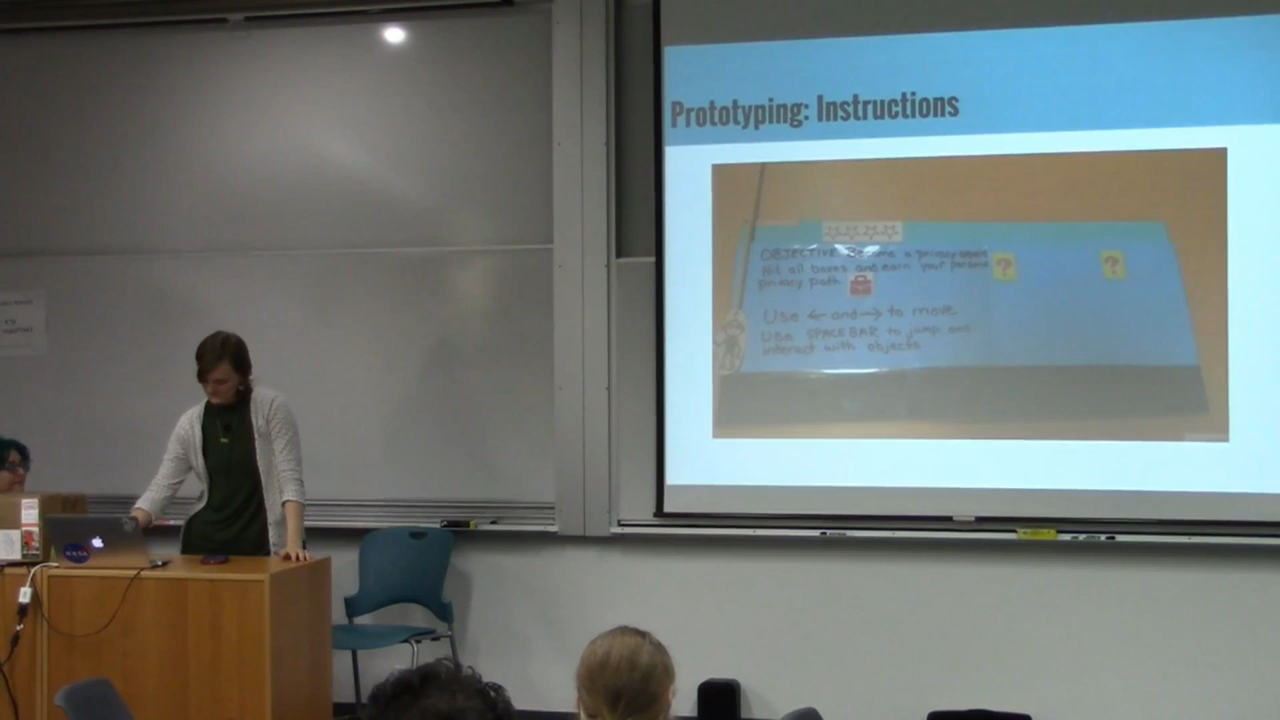 Prototyping: Instructions
OBJECTIVE: Become a privacy
Hit all boxes and earn your
privacy path.
? ?
Use ← and → to move
Use SPACEBAR to jump and
interact with objects
NASA